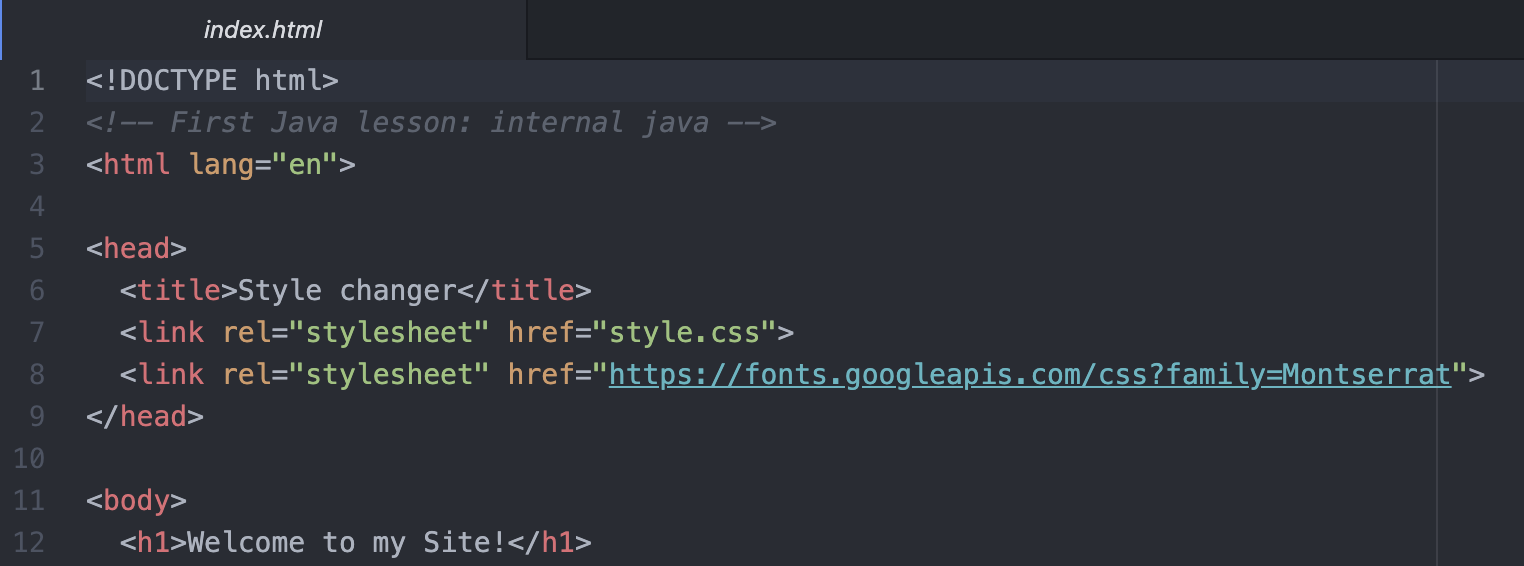 index.html
1 <!DOCTYPE html>
2 <!-- First Java lesson: internal java -->
3 <html lang="en">
4
5 <head>
6   <title>Style changer</title>
7   <link rel="stylesheet" href="style.css">
8   <link rel="stylesheet" href="https://fonts.googleapis.com/css?family=Montserrat">
9 </head>
10
11 <body>
12   <h1>Welcome to my Site!</h1>